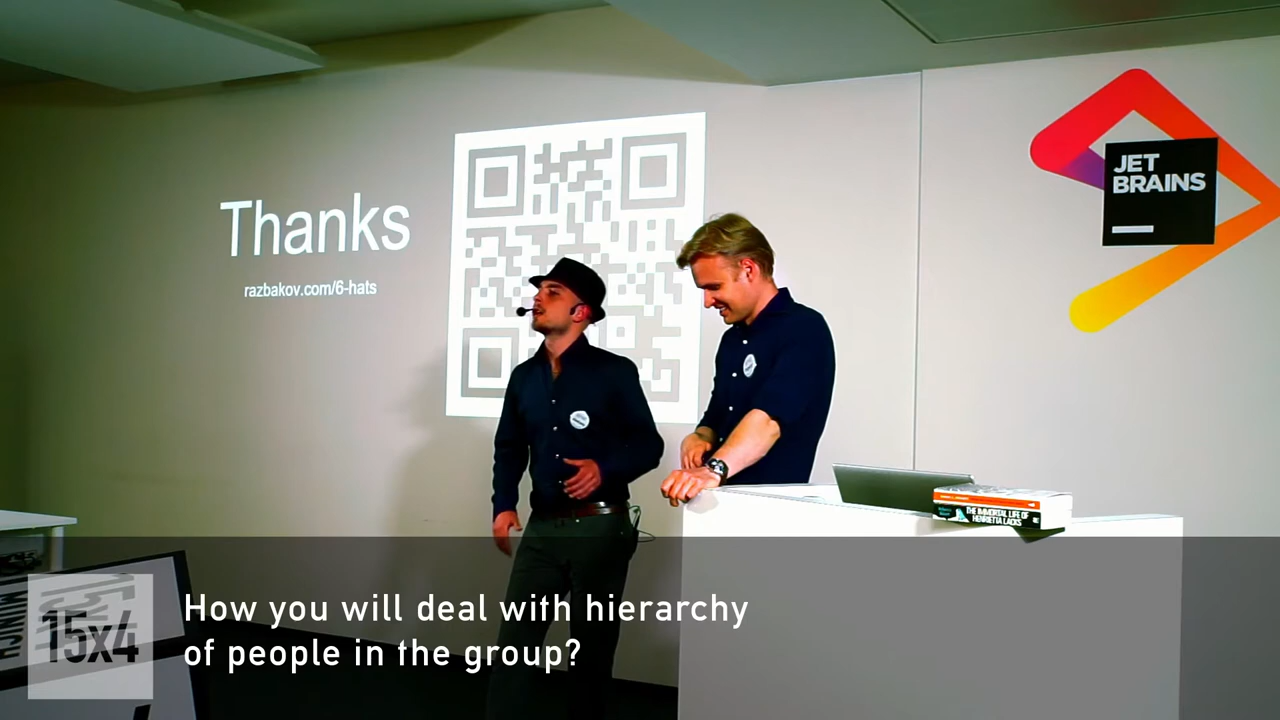 Thanks
razbakov.com/6-hats
JET
BRAINS
THE IMMORTAL LIFE OF
HENRIETTA LACKS
15x4
MUNICH
How you will deal with hierarchy
of people in the group?